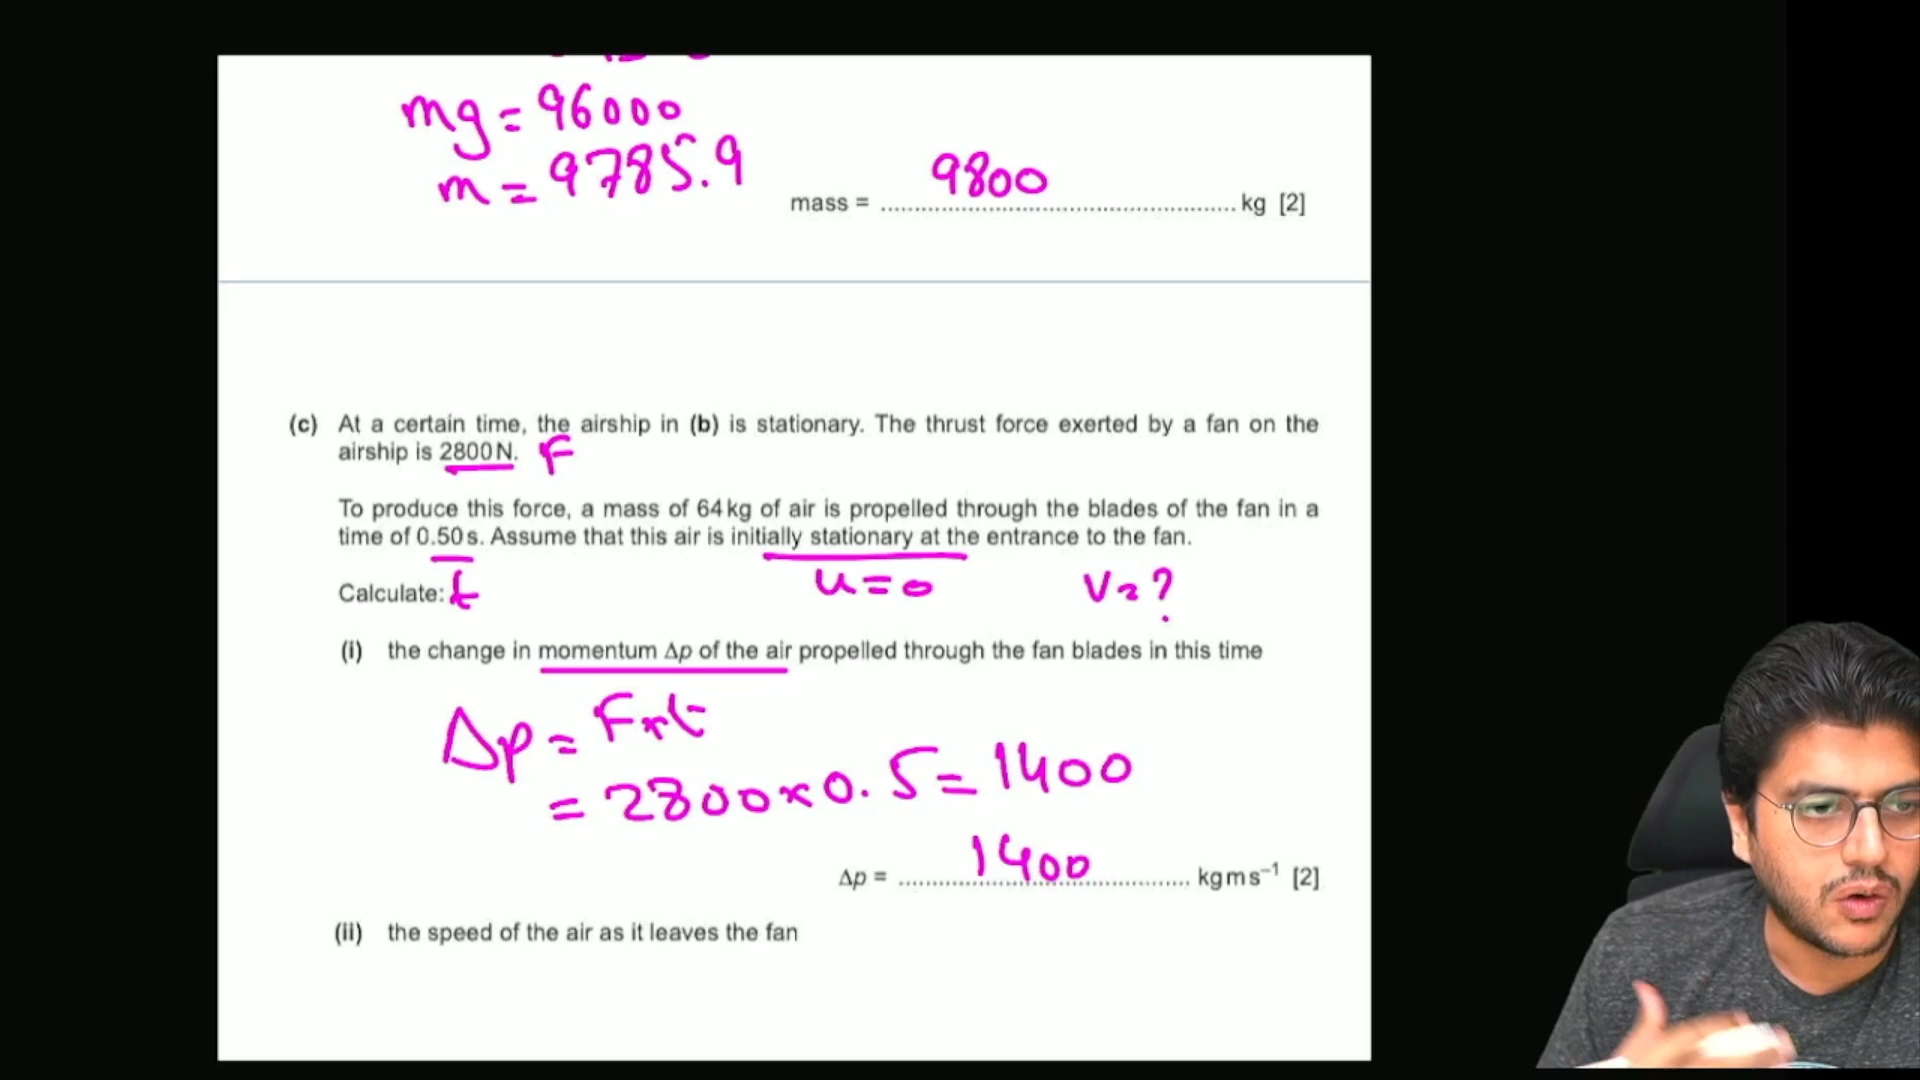 mg = 96000
m = 9785.9
9800
mass = ........................ kg [2]
(c) At a certain time, the airship in (b) is stationary. The thrust force exerted by a fan on the
airship is 2800 N. F
To produce this force, a mass of 64 kg of air is propelled through the blades of the fan in a
time of 0.50 s. Assume that this air is initially stationary at the entrance to the fan.
Calculate: t u = 0 v = ?
(i) the change in momentum Δp of the air propelled through the fan blades in this time
Δp = F×t
= 2800×0.5 = 1400
1400
Δp = ........................ kg m s⁻¹ [2]
(ii) the speed of the air as it leaves the fan